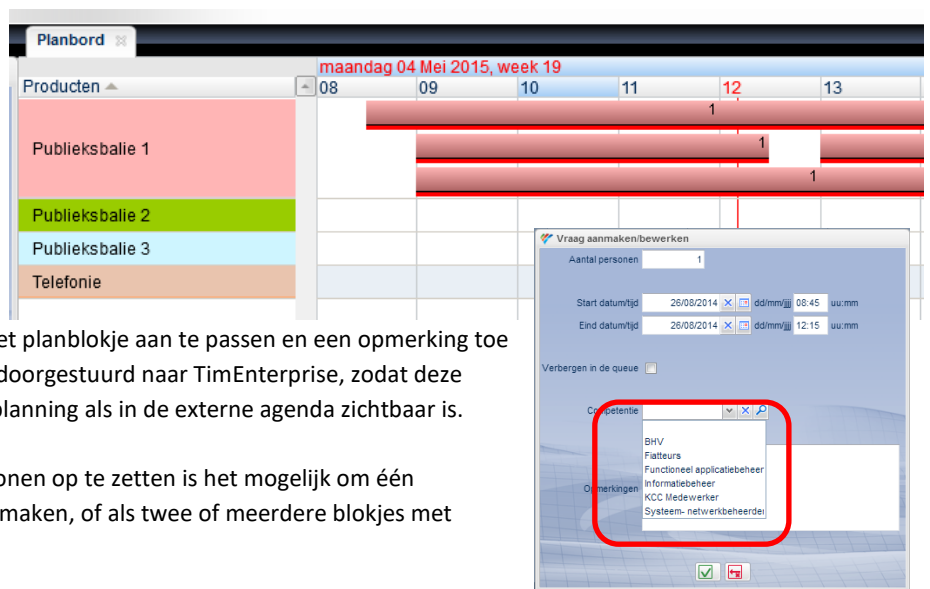 Planbord
maandag 04 Mei 2015, week 19
Producten
08 09 10 11 12 13
1
Publieksbalie 1
1
1
Publieksbalie 2
Publieksbalie 3
Telefonie
et planblokje aan te passen en een opmerking toe
doorgestuurd naar TimEnterprise, zodat deze
planning als in de externe agenda zichtbaar is.
onen op te zetten is het mogelijk om één
maken, of als twee of meerdere blokjes met
Vraag aanmaken/bewerken
Aantal personen 1
Start datum/tijd 26/08/2014 dd/mm/jjj 08:45 uu:mm
Eind datum/tijd 26/08/2014 dd/mm/jjj 12:15 uu:mm
Verbergen in de queue
Competentie
BHV
Fiatteurs
Functioneel applicatiebeheer
Informatiebeheer
Opmerkingen
KCC Medewerker
Systeem- netwerkbeheerder